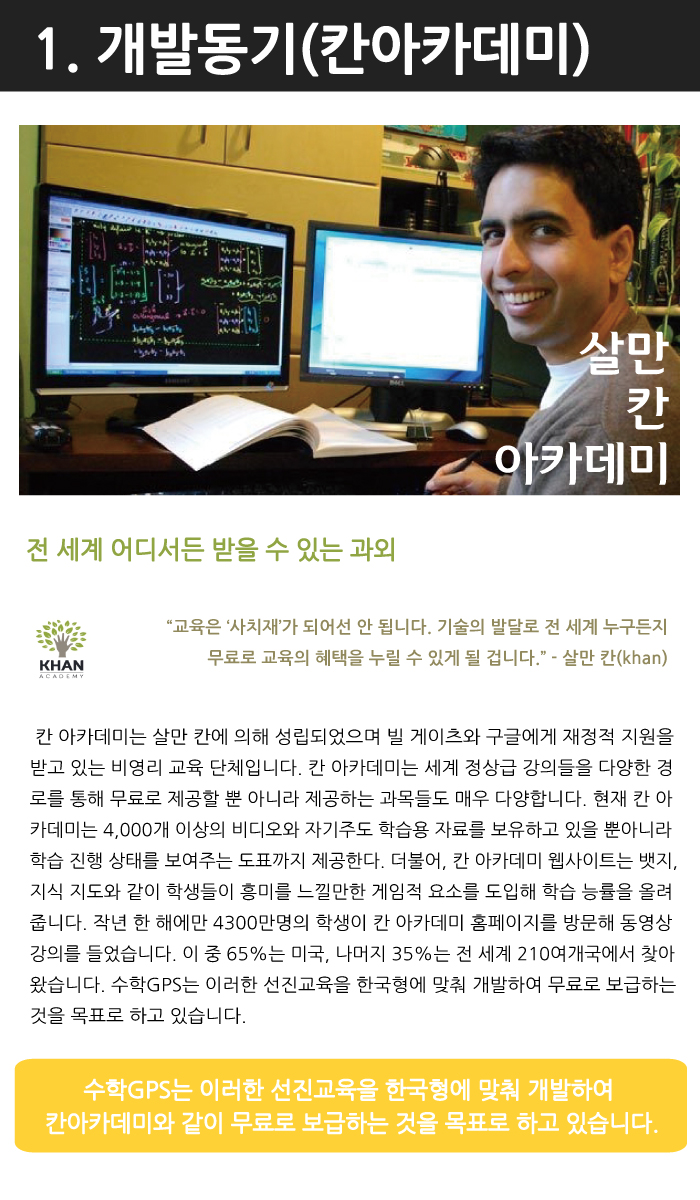 1. 개발동기(칸아카데미)
살만
칸
아카데미
전 세계 어디서든 받을 수 있는 과외
“교육은 ‘사치재’가 되어선 안 됩니다. 기술의 발달로 전 세계 누구든지
무료로 교육의 혜택을 누릴 수 있게 될 겁니다.” - 살만 칸(khan)
KHAN
ACADEMY
칸 아카데미는 살만 칸에 의해 성립되었으며 빌 게이츠와 구글에게 재정적 지원을
받고 있는 비영리 교육 단체입니다. 칸 아카데미는 세계 정상급 강의들을 다양한 경
로를 통해 무료로 제공할 뿐 아니라 제공하는 과목들도 매우 다양합니다. 현재 칸 아
카데미는 4,000개 이상의 비디오와 자기주도 학습용 자료를 보유하고 있을 뿐아니라
학습 진행 상태를 보여주는 도표까지 제공한다. 더불어, 칸 아카데미 웹사이트는 뱃지,
지식 지도와 같이 학생들이 흥미를 느낄만한 게임적 요소를 도입해 학습 능률을 올려
줍니다. 작년 한 해에만 4300만명의 학생이 칸 아카데미 홈페이지를 방문해 동영상
강의를 들었습니다. 이 중 65%는 미국, 나머지 35%는 전 세계 210여개국에서 찾아
왔습니다. 수학GPS는 이러한 선진교육을 한국형에 맞춰 개발하여 무료로 보급하는
것을 목표로 하고 있습니다.
수학GPS는 이러한 선진교육을 한국형에 맞춰 개발하여
칸아카데미와 같이 무료로 보급하는 것을 목표로 하고 있습니다.